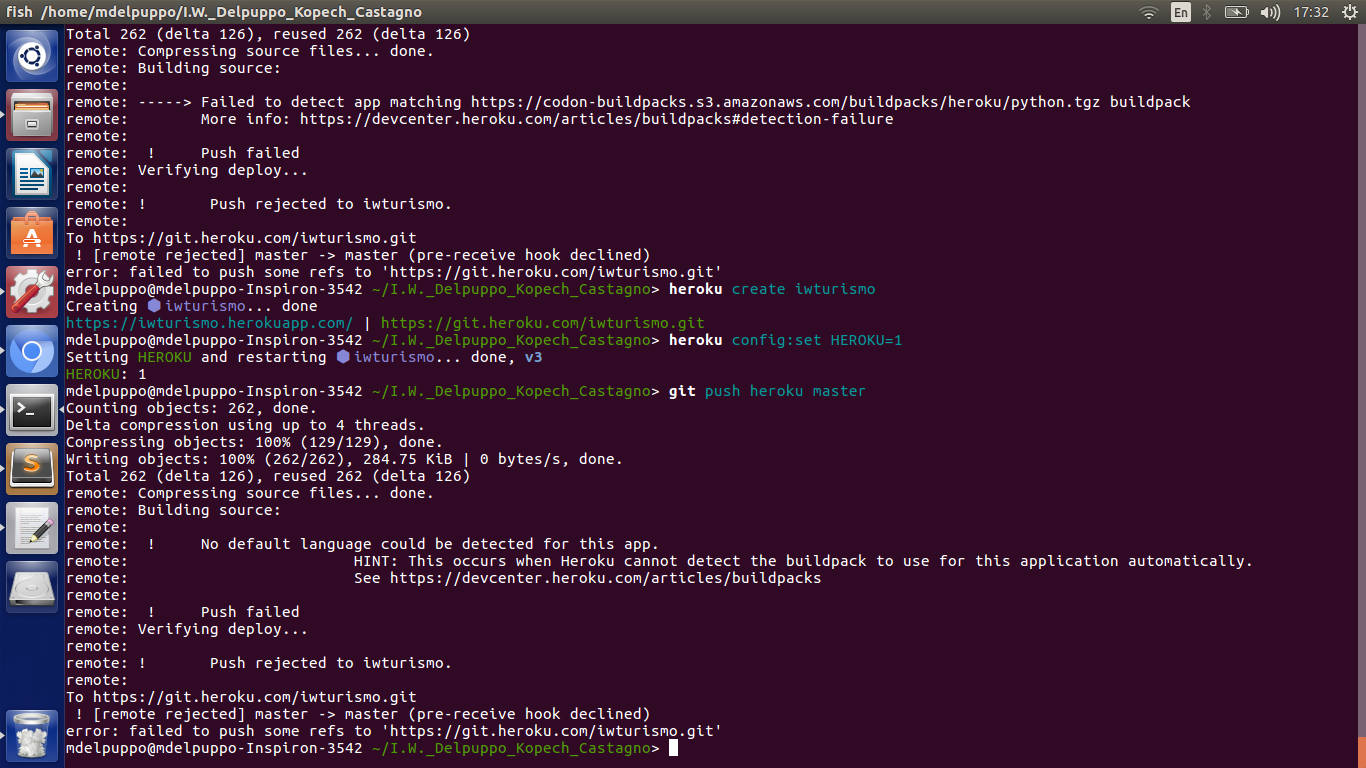 fish /home/mdelpuppo/I.W._Delpuppo_Kopech_Castagno
En
17:32
Total 262 (delta 126), reused 262 (delta 126)
remote: Compressing source files... done.
remote: Building source:
remote:
remote: -----> Failed to detect app matching https://codon-buildpacks.s3.amazonaws.com/buildpacks/heroku/python.tgz buildpack
remote:        More info: https://devcenter.heroku.com/articles/buildpacks#detection-failure
remote:
remote:  !     Push failed
remote: Verifying deploy...
remote:
remote: !       Push rejected to iwturismo.
remote:
To https://git.heroku.com/iwturismo.git
 ! [remote rejected] master -> master (pre-receive hook declined)
error: failed to push some refs to 'https://git.heroku.com/iwturismo.git'
mdelpuppo@mdelpuppo-Inspiron-3542 ~/I.W._Delpuppo_Kopech_Castagno> heroku create iwturismo
Creating ⬢ iwturismo... done
https://iwturismo.herokuapp.com/ | https://git.heroku.com/iwturismo.git
mdelpuppo@mdelpuppo-Inspiron-3542 ~/I.W._Delpuppo_Kopech_Castagno> heroku config:set HEROKU=1
Setting HEROKU and restarting ⬢ iwturismo... done, v3
HEROKU: 1
mdelpuppo@mdelpuppo-Inspiron-3542 ~/I.W._Delpuppo_Kopech_Castagno> git push heroku master
Counting objects: 262, done.
Delta compression using up to 4 threads.
Compressing objects: 100% (129/129), done.
Writing objects: 100% (262/262), 284.75 KiB | 0 bytes/s, done.
Total 262 (delta 126), reused 262 (delta 126)
remote: Compressing source files... done.
remote: Building source:
remote:
remote:  !     No default language could be detected for this app.
remote:                         HINT: This occurs when Heroku cannot detect the buildpack to use for this application automatically.
remote:                         See https://devcenter.heroku.com/articles/buildpacks
remote:
remote:  !     Push failed
remote: Verifying deploy...
remote:
remote: !       Push rejected to iwturismo.
remote:
To https://git.heroku.com/iwturismo.git
 ! [remote rejected] master -> master (pre-receive hook declined)
error: failed to push some refs to 'https://git.heroku.com/iwturismo.git'
mdelpuppo@mdelpuppo-Inspiron-3542 ~/I.W._Delpuppo_Kopech_Castagno>